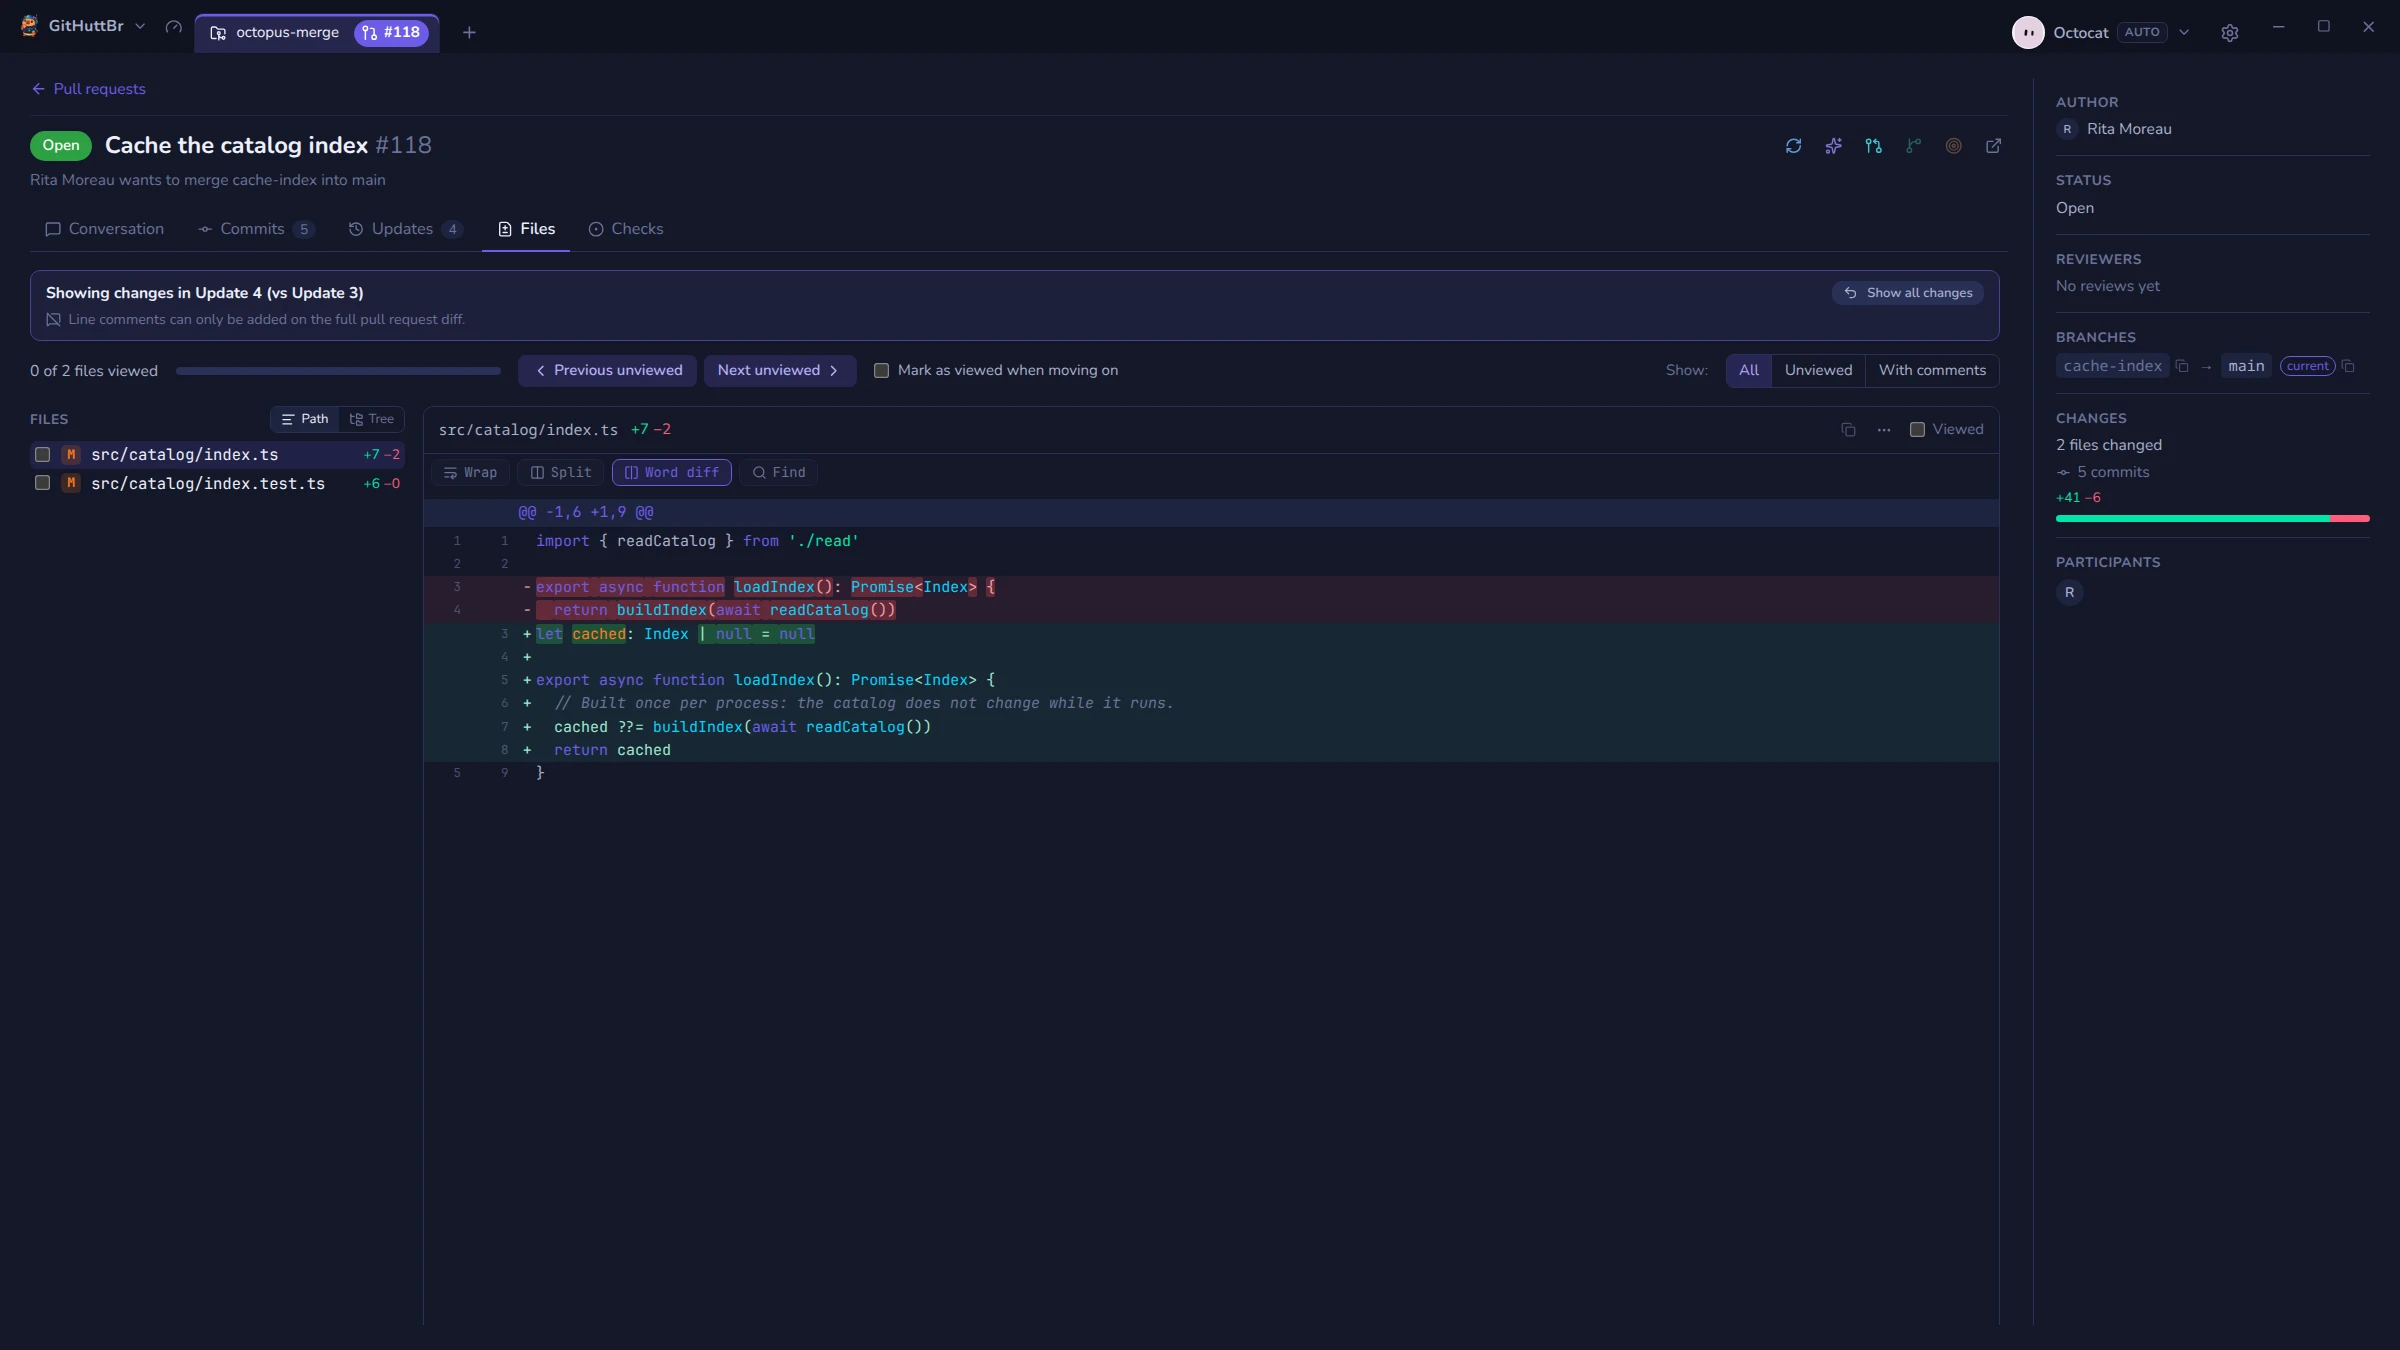 GitHuttBr
octopus-merge #118
Octocat AUTO
Pull requests
Open Cache the catalog index #118
Rita Moreau wants to merge cache-index into main
Conversation
Commits 5
Updates 4
Files
Checks
Showing changes in Update 4 (vs Update 3)
Show all changes
Line comments can only be added on the full pull request diff.
0 of 2 files viewed
Previous unviewed
Next unviewed
Mark as viewed when moving on
Show: All Unviewed With comments
FILES
Path Tree
M src/catalog/index.ts +7 −2
M src/catalog/index.test.ts +6 −0
src/catalog/index.ts +7 −2
Viewed
Wrap Split Word diff Find
@@ -1,6 +1,9 @@
1 1 import { readCatalog } from './read'
2 2
3 - export async function loadIndex(): Promise<Index> {
4 - return buildIndex(await readCatalog())
3 + let cached: Index | null = null
4 +
5 + export async function loadIndex(): Promise<Index> {
6 + // Built once per process: the catalog does not change while it runs.
7 + cached ??= buildIndex(await readCatalog())
8 + return cached
5 9 }
AUTHOR
R Rita Moreau
STATUS
Open
REVIEWERS
No reviews yet
BRANCHES
cache-index → main current
CHANGES
2 files changed
5 commits
+41 −6
PARTICIPANTS
R